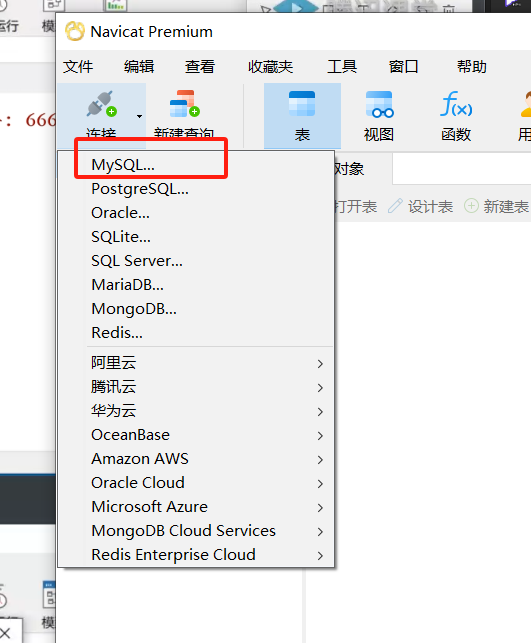 Navicat Premium
文件 编辑 查看 收藏夹 工具 窗口 帮助
运行
: 666
连接 新建查询 表 视图 函数 用
MySQL...
对象
PostgreSQL...
打开表 设计表 新建表
Oracle...
SQLite...
SQL Server...
MariaDB...
MongoDB...
Redis...
阿里云
腾讯云
华为云
OceanBase
Amazon AWS
Oracle Cloud
Microsoft Azure
MongoDB Cloud Services
Redis Enterprise Cloud